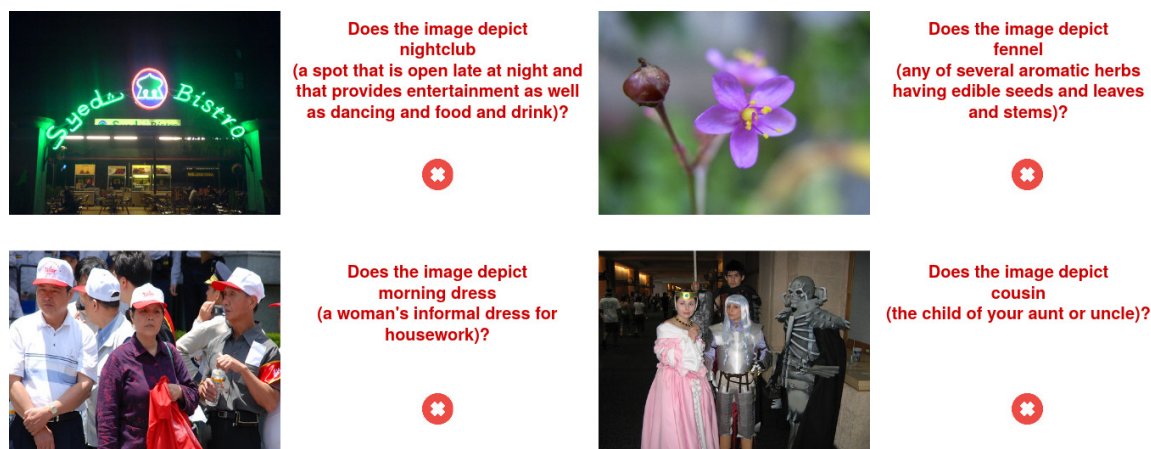 Does the image depict
nightclub
(a spot that is open late at night and
that provides entertainment as well
as dancing and food and drink)?
Syeds Bistro
Does the image depict
fennel
(any of several aromatic herbs
having edible seeds and leaves
and stems)?
Does the image depict
morning dress
(a woman's informal dress for
housework)?
Does the image depict
cousin
(the child of your aunt or uncle)?